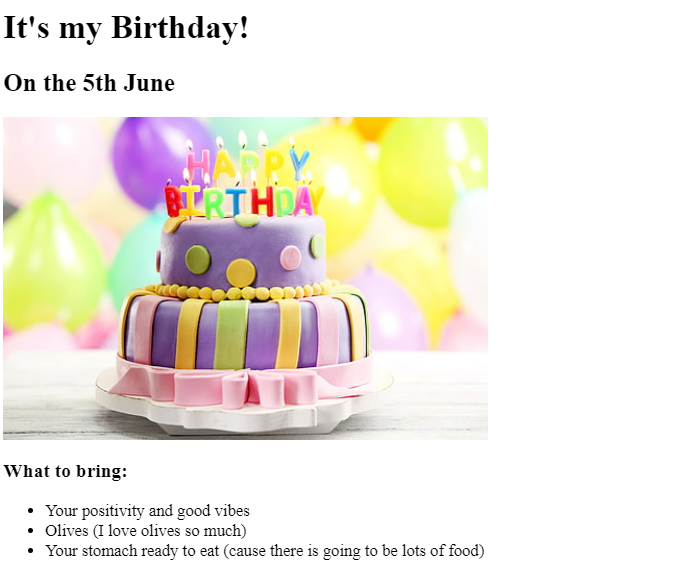 It's my Birthday!
On the 5th June
HAPPY
BIRTHDAY
What to bring:
Your positivity and good vibes
Olives (I love olives so much)
Your stomach ready to eat (cause there is going to be lots of food)